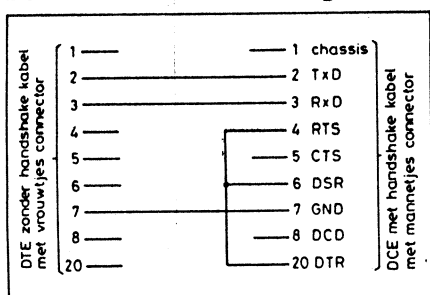 DTE zonder handshake kabel
met vrouwtjes connector
1 1 chassis
2 2 TxD
3 3 RxD
4 4 RTS
5 5 CTS
6 6 DSR
7 7 GND
8 8 DCD
20 20 DTR
DCE met handshake kabel
met mannetjes connector